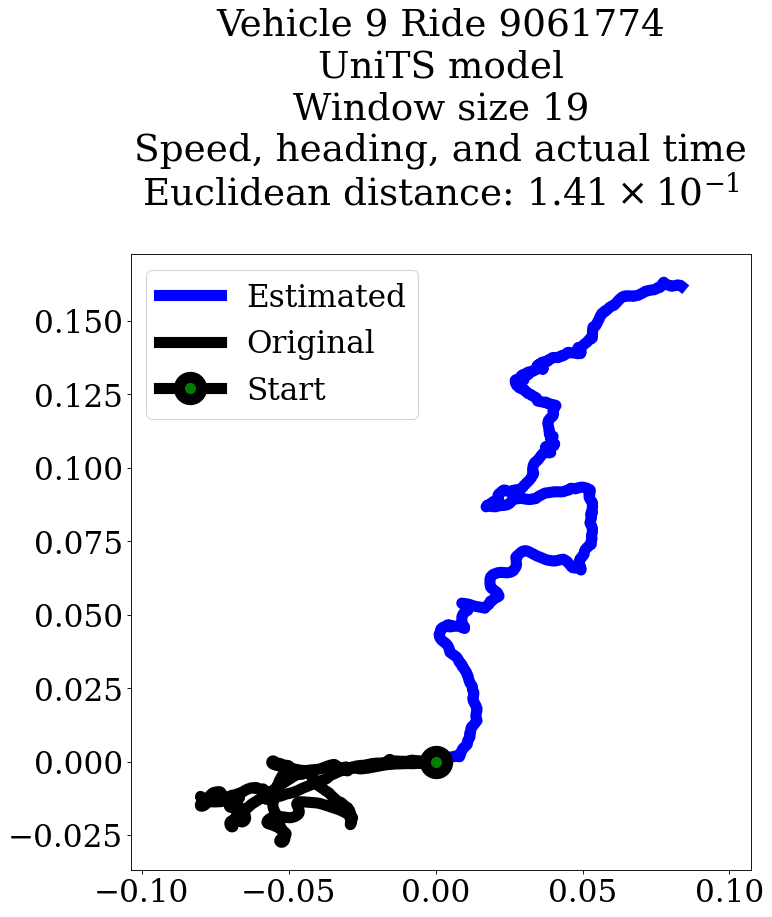 Vehicle 9 Ride 9061774
UniTS model
Window size 19
Speed, heading, and actual time
Euclidean distance: 1.41 × 10⁻¹
Estimated
Original
Start
0.150
0.125
0.100
0.075
0.050
0.025
0.000
−0.025
−0.10
−0.05
0.00
0.05
0.10